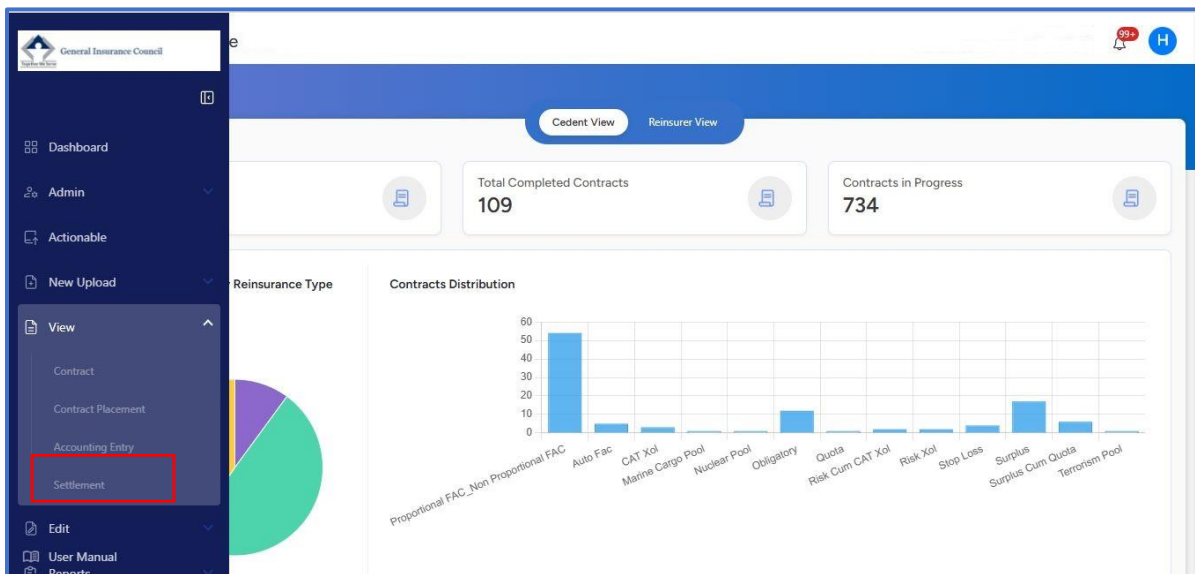 General Insurance Council
e
99+
H
Cedent View
Reinsurer View
Dashboard
Admin
Actionable
New Upload
View
Contract
Contract Placement
Accounting Entry
Settlement
Edit
User Manual
Reports
Total Completed Contracts
109
Contracts in Progress
734
Reinsurance Type
Contracts Distribution
60
50
40
30
20
10
0
Proportional FAC_Non Proportional FAC
Auto Fac
CAT Xol
Marine Cargo Pool
Nuclear Pool
Obligatory
Quota
Risk Cum CAT Xol
Risk Xol
Stop Loss
Surplus
Surplus Cum Quota
Terrorism Pool